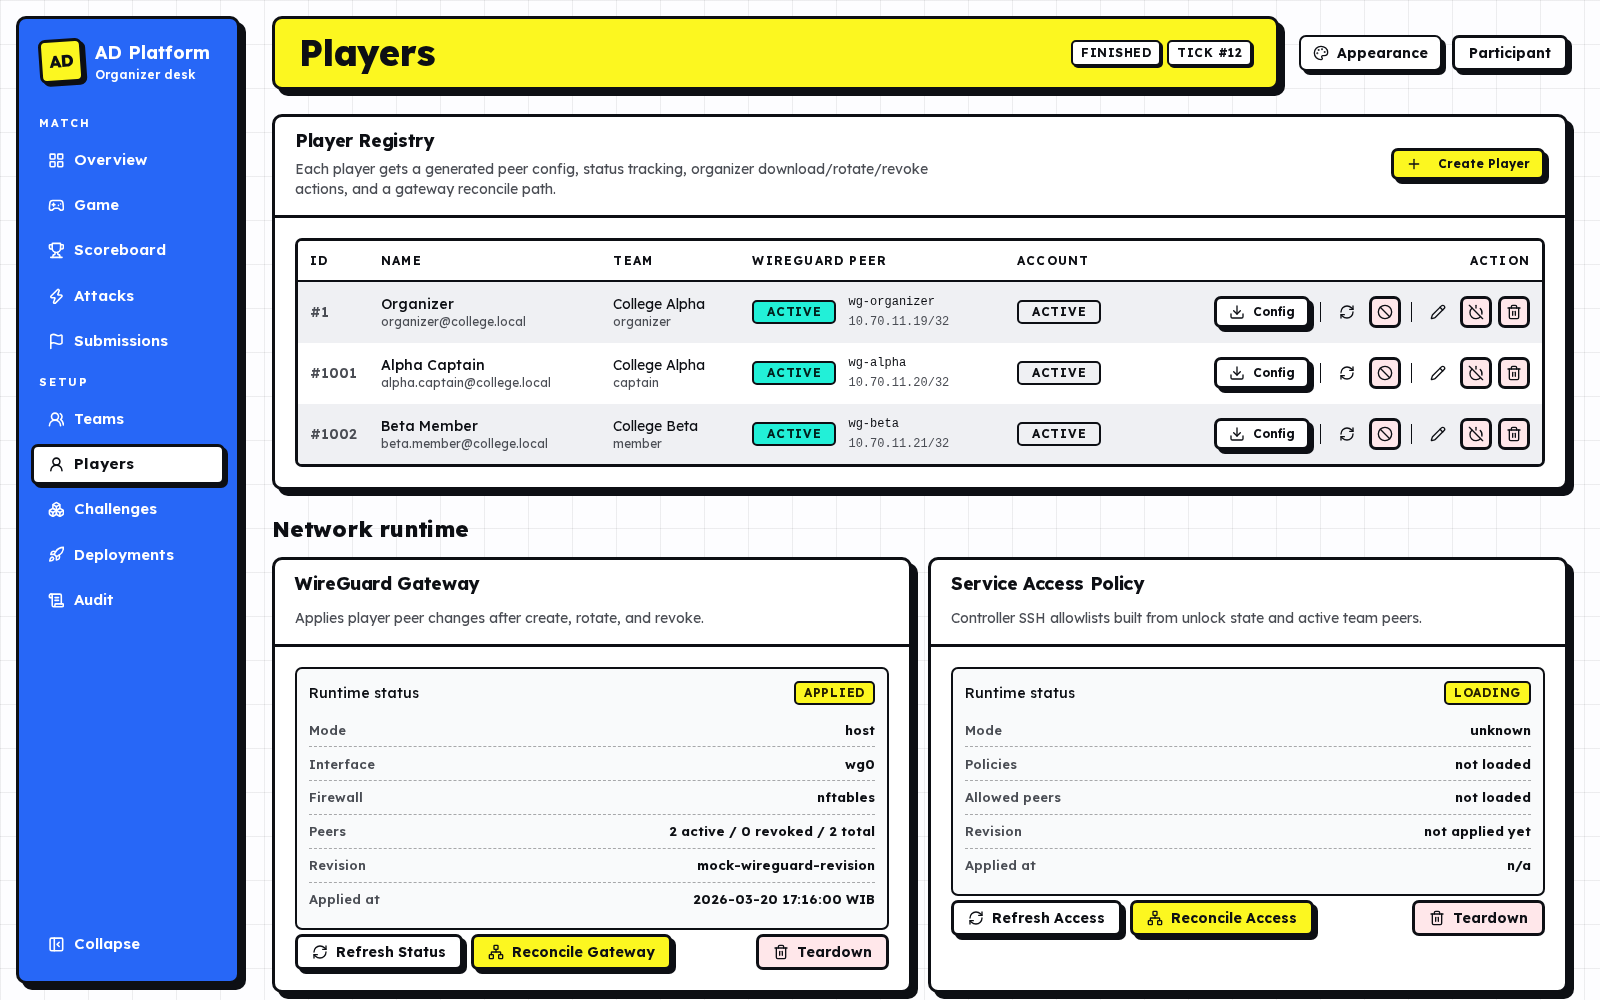 AD
AD Platform
Organizer desk
MATCH
Overview
Game
Scoreboard
Attacks
Submissions
SETUP
Teams
Players
Challenges
Deployments
Audit
Collapse
Players
FINISHED
TICK #12
Appearance
Participant
Player Registry
Each player gets a generated peer config, status tracking, organizer download/rotate/revoke
actions, and a gateway reconcile path.
Create Player
ID NAME TEAM WIREGUARD PEER ACCOUNT ACTION
#1 Organizer College Alpha ACTIVE wg-organizer ACTIVE Config
organizer@college.local organizer 10.70.11.19/32
#1001 Alpha Captain College Alpha ACTIVE wg-alpha ACTIVE Config
alpha.captain@college.local captain 10.70.11.20/32
#1002 Beta Member College Beta ACTIVE wg-beta ACTIVE Config
beta.member@college.local member 10.70.11.21/32
Network runtime
WireGuard Gateway
Applies player peer changes after create, rotate, and revoke.
Runtime status APPLIED
Mode host
Interface wg0
Firewall nftables
Peers 2 active / 0 revoked / 2 total
Revision mock-wireguard-revision
Applied at 2026-03-20 17:16:00 WIB
Refresh Status
Reconcile Gateway
Teardown
Service Access Policy
Controller SSH allowlists built from unlock state and active team peers.
Runtime status LOADING
Mode unknown
Policies not loaded
Allowed peers not loaded
Revision not applied yet
Applied at n/a
Refresh Access
Reconcile Access
Teardown